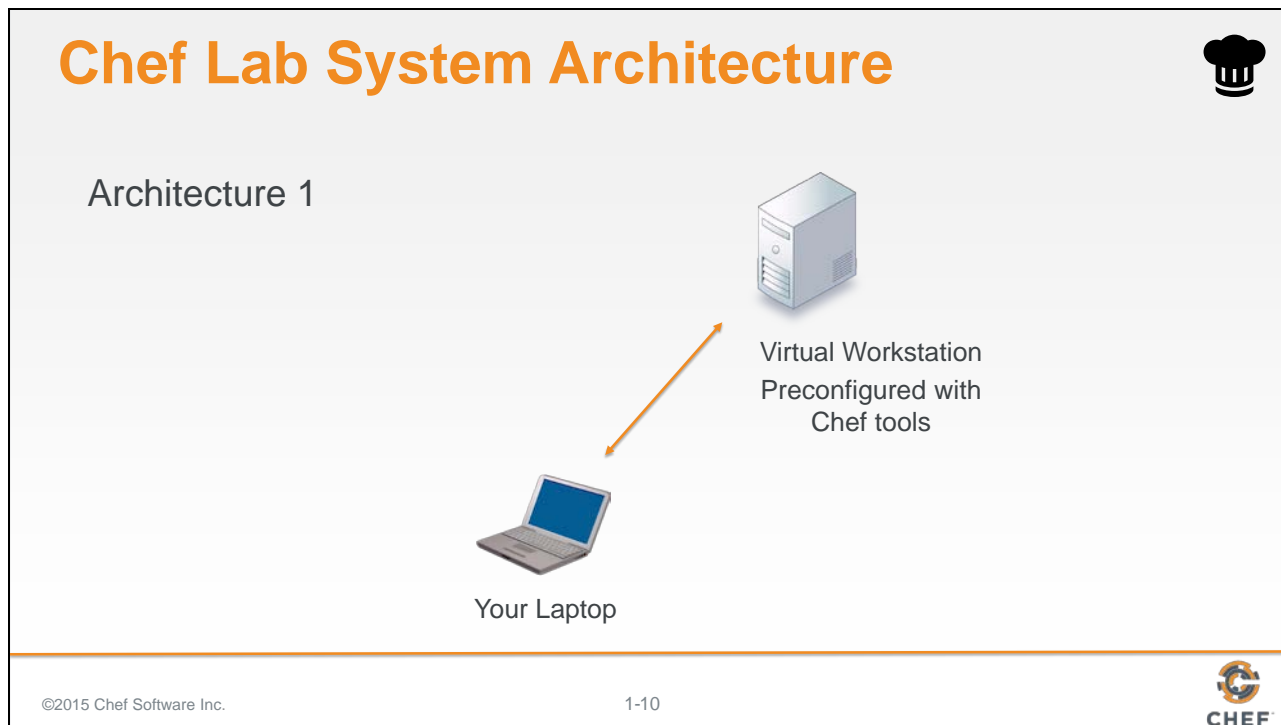 Chef Lab System Architecture
Architecture 1
Virtual Workstation
Preconfigured with
Chef tools
Your Laptop
©2015 Chef Software Inc.
1-10
CHEF